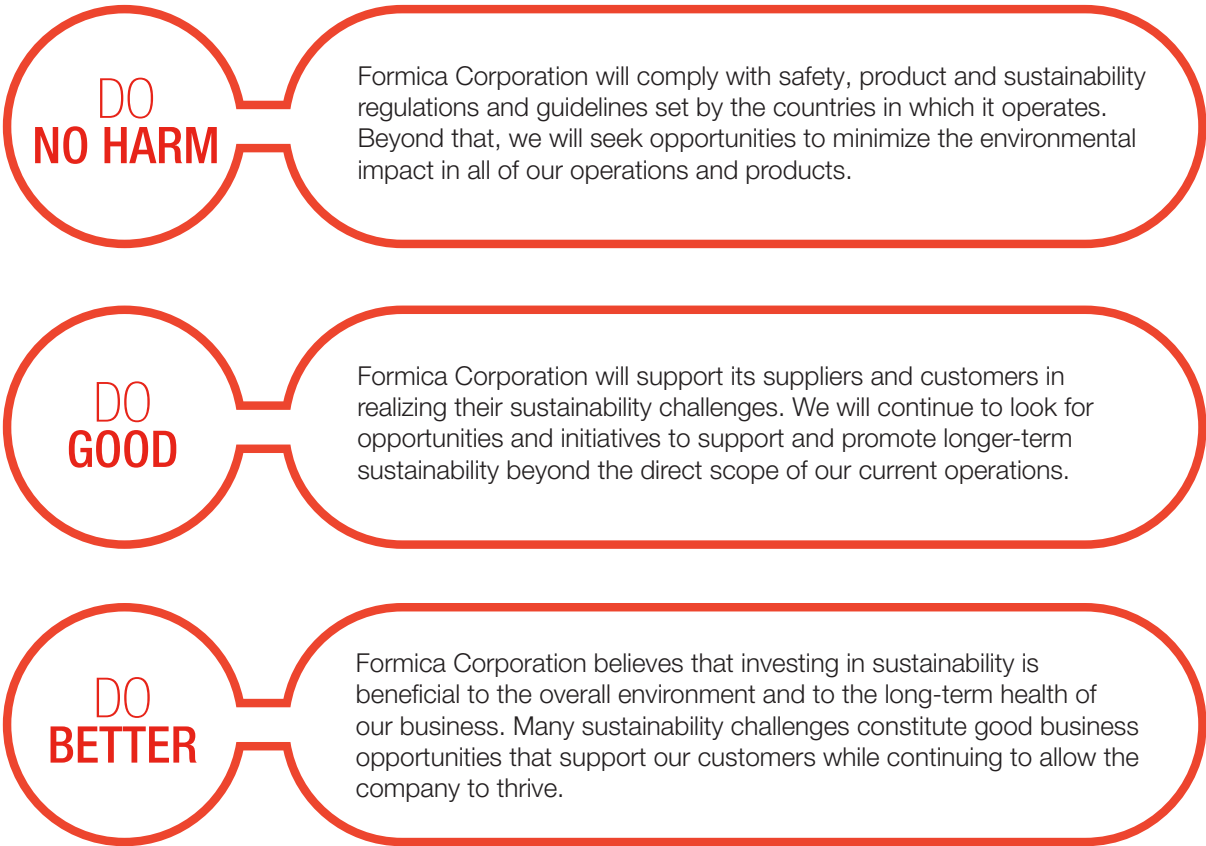 DO
NO HARM
Formica Corporation will comply with safety, product and sustainability
regulations and guidelines set by the countries in which it operates.
Beyond that, we will seek opportunities to minimize the environmental
impact in all of our operations and products.
DO
GOOD
Formica Corporation will support its suppliers and customers in
realizing their sustainability challenges. We will continue to look for
opportunities and initiatives to support and promote longer-term
sustainability beyond the direct scope of our current operations.
DO
BETTER
Formica Corporation believes that investing in sustainability is
beneficial to the overall environment and to the long-term health of
our business. Many sustainability challenges constitute good business
opportunities that support our customers while continuing to allow the
company to thrive.